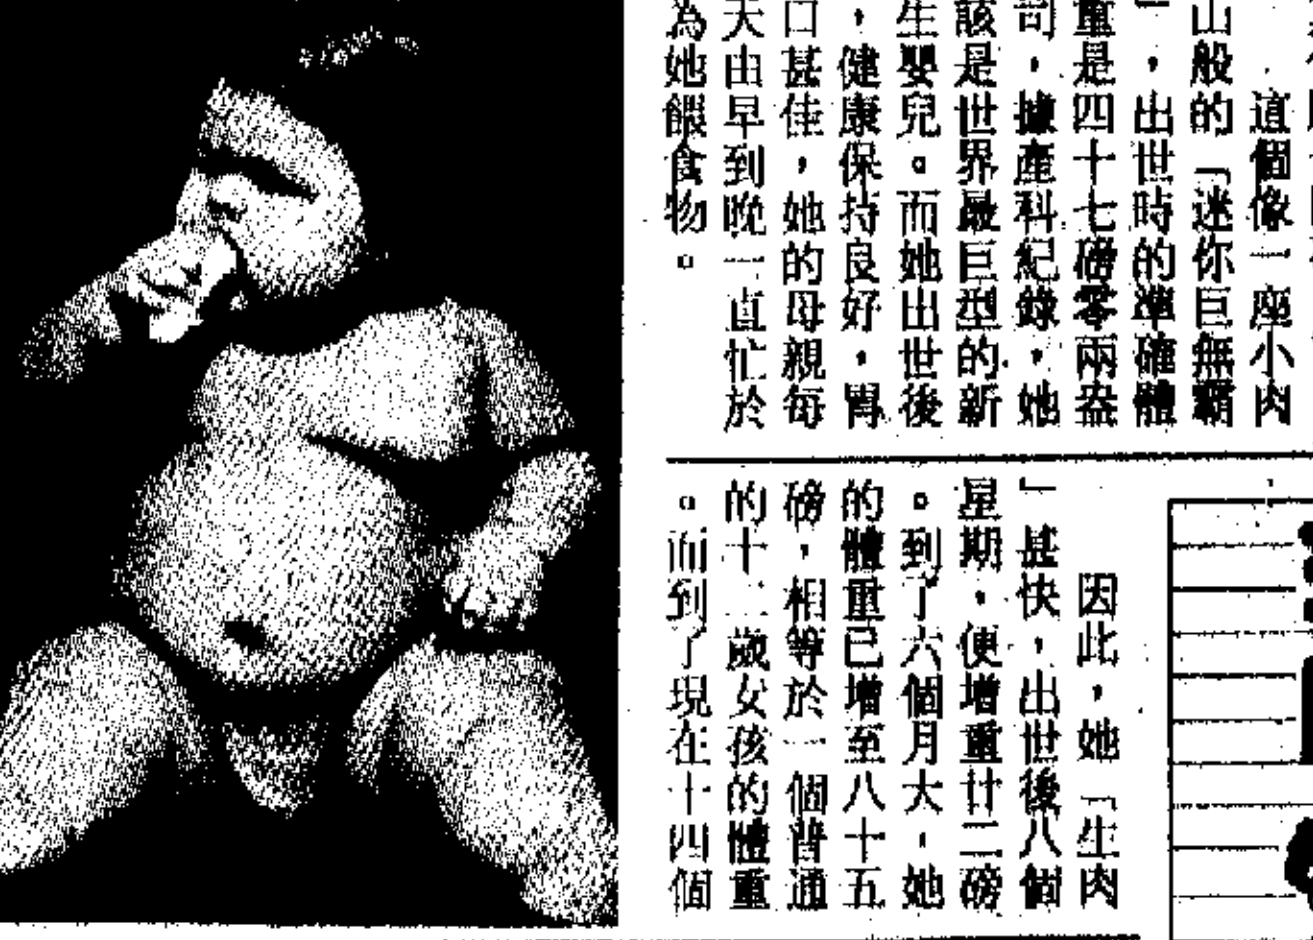 這個像一座小肉
山般的「迷你巨無霸
」，出世時的準確體
重是四十七磅零兩盎
司，據產科紀錄，她
該是世界最巨型的新
生嬰兒。而她出世後
，健康保持良好，胃
口甚佳，她的母親每
天由早到晚一直忙於
為她餵食物。
因此，她「生肉
」甚快，出世後八個
星期，便增重廿二磅
。到了六個月大，她
的體重已增至八十五
磅，相等於一個普通
的十二歲女孩的體重
。而到了現在十四個